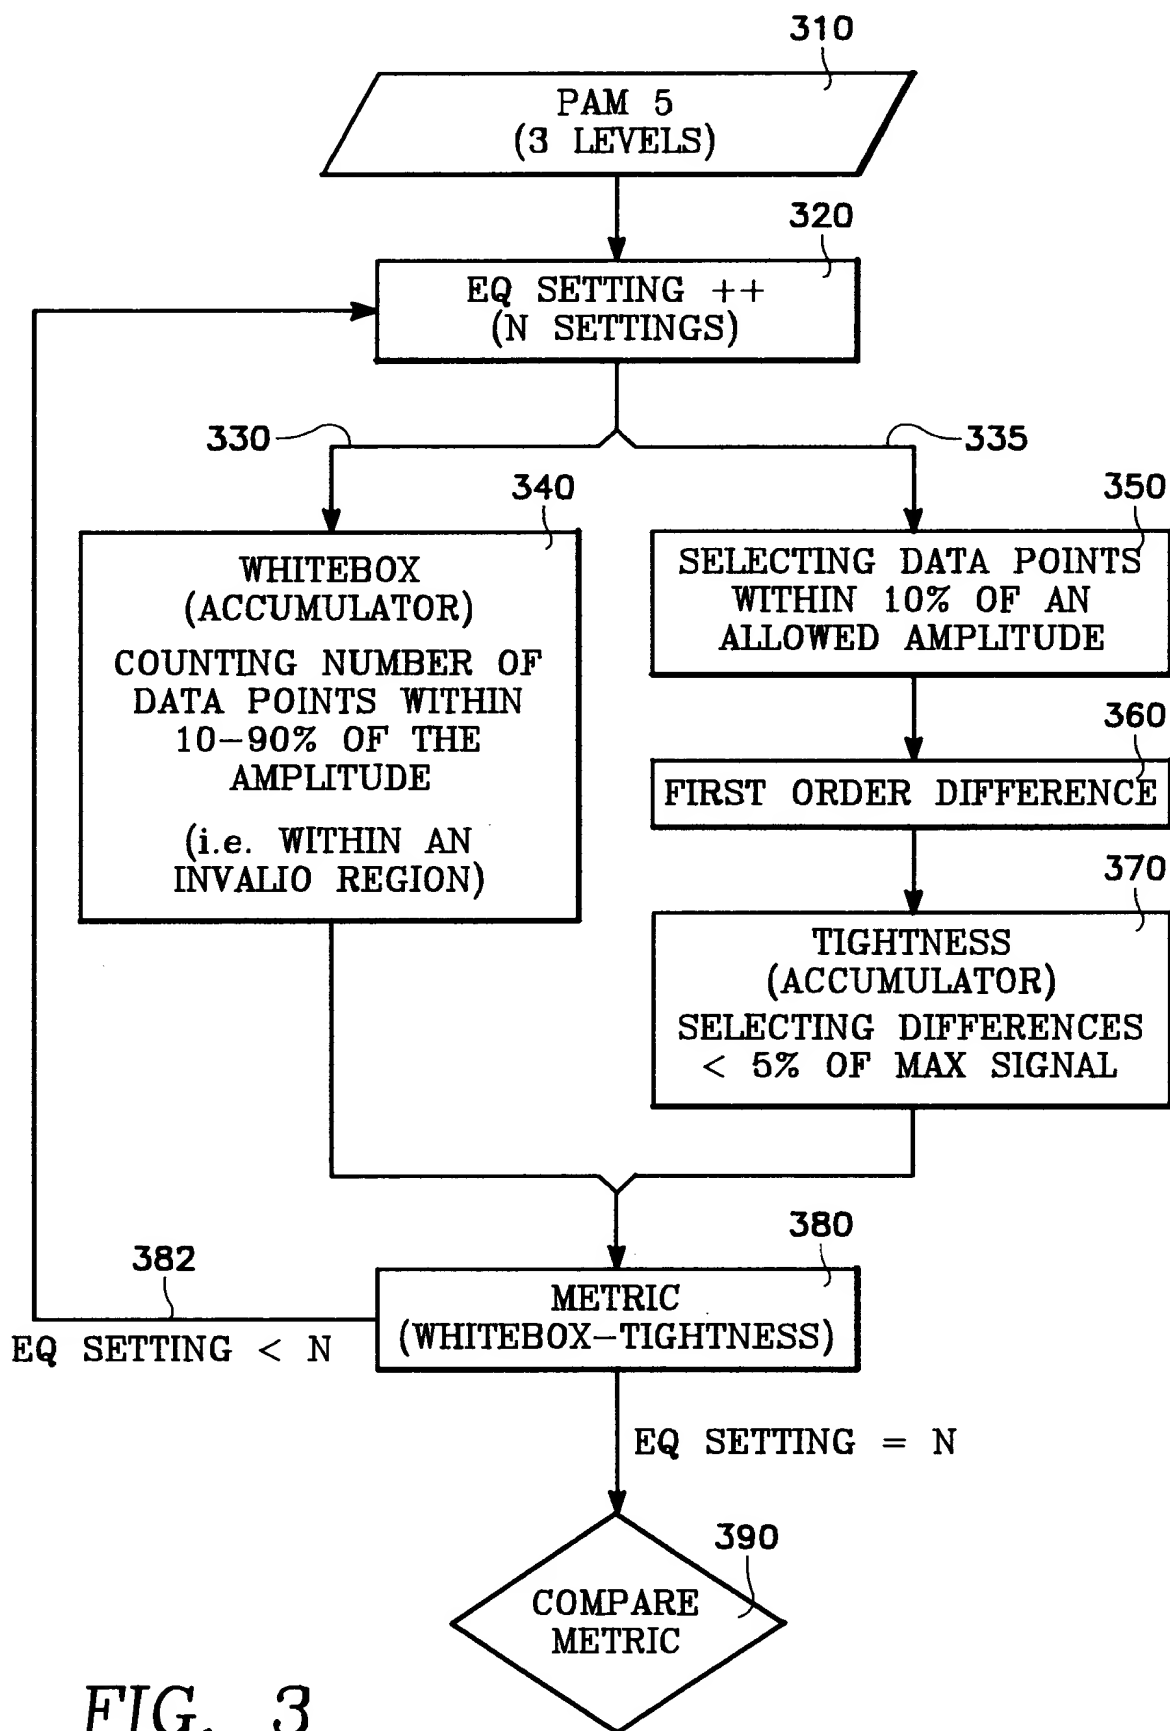 310
PAM 5
(3 LEVELS)
320
EQ SETTING ++
(N SETTINGS)
330
335
340
WHITEBOX
(ACCUMULATOR)
COUNTING NUMBER OF
DATA POINTS WITHIN
10-90% OF THE
AMPLITUDE
(i.e. WITHIN AN
INVALIO REGION)
350
SELECTING DATA POINTS
WITHIN 10% OF AN
ALLOWED AMPLITUDE
360
FIRST ORDER DIFFERENCE
370
TIGHTNESS
(ACCUMULATOR)
SELECTING DIFFERENCES
< 5% OF MAX SIGNAL
380
METRIC
(WHITEBOX-TIGHTNESS)
382
EQ SETTING < N
EQ SETTING = N
390
COMPARE
METRIC
FIG. 3